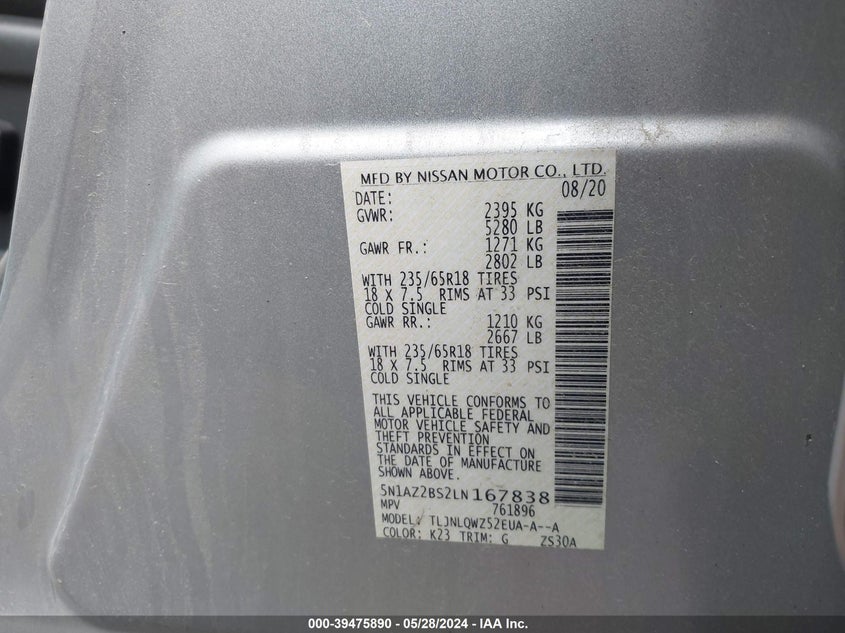 MFD BY NISSAN MOTOR CO., LTD.
DATE: 08/20
GVWR: 2395 KG
5280 LB
GAWR FR.: 1271 KG
2802 LB
WITH 235/65R18 TIRES
18 X 7.5 RIMS AT 33 PSI
COLD SINGLE
GAWR RR.: 1210 KG
2667 LB
WITH 235/65R18 TIRES
18 X 7.5 RIMS AT 33 PSI
COLD SINGLE
THIS VEHICLE CONFORMS TO
ALL APPLICABLE FEDERAL
MOTOR VEHICLE SAFETY AND
THEFT PREVENTION
STANDARDS IN EFFECT ON
THE DATE OF MANUFACTURE
SHOWN ABOVE.
5N1AZ2BS2LN167838
MPV 761896
MODEL: TLJNLQWZ52EUA-A--A
COLOR: K23 TRIM: G ZS30A
000-39475890 - 05/28/2024 - IAA Inc.